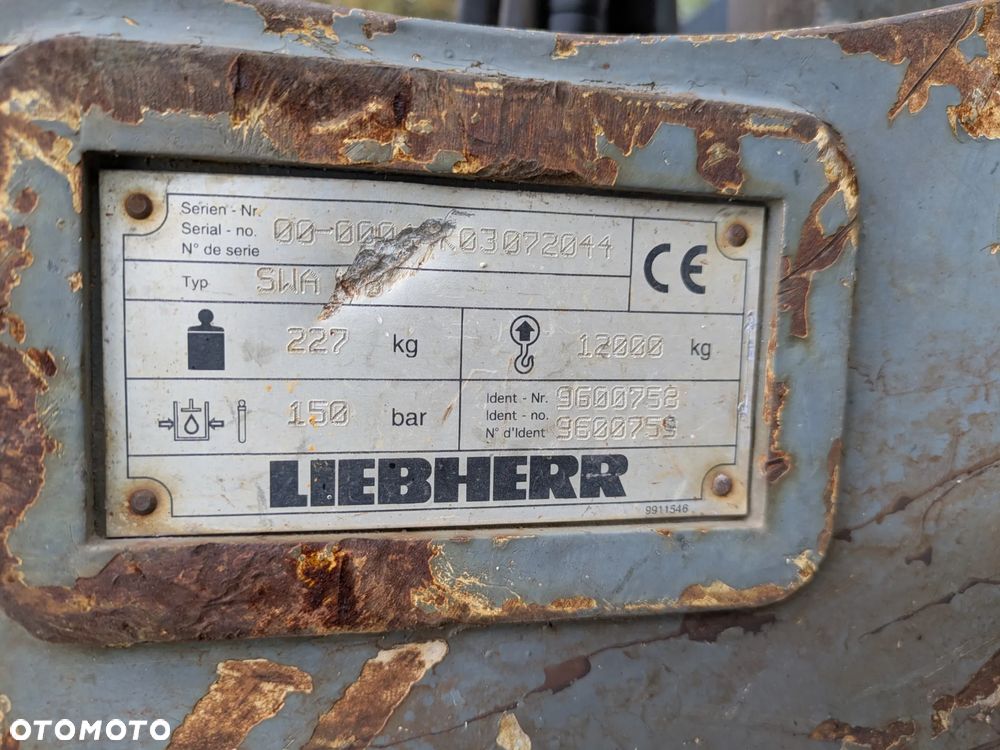 Serien - Nr.
Serial - no.
N° de serie
03072044
Typ SWA
227 kg
12000 kg
150 bar
Ident - Nr. 9600758
Ident - no.
N° d'Ident 9600759
LIEBHERR
9911546
CE
OTOMOTO